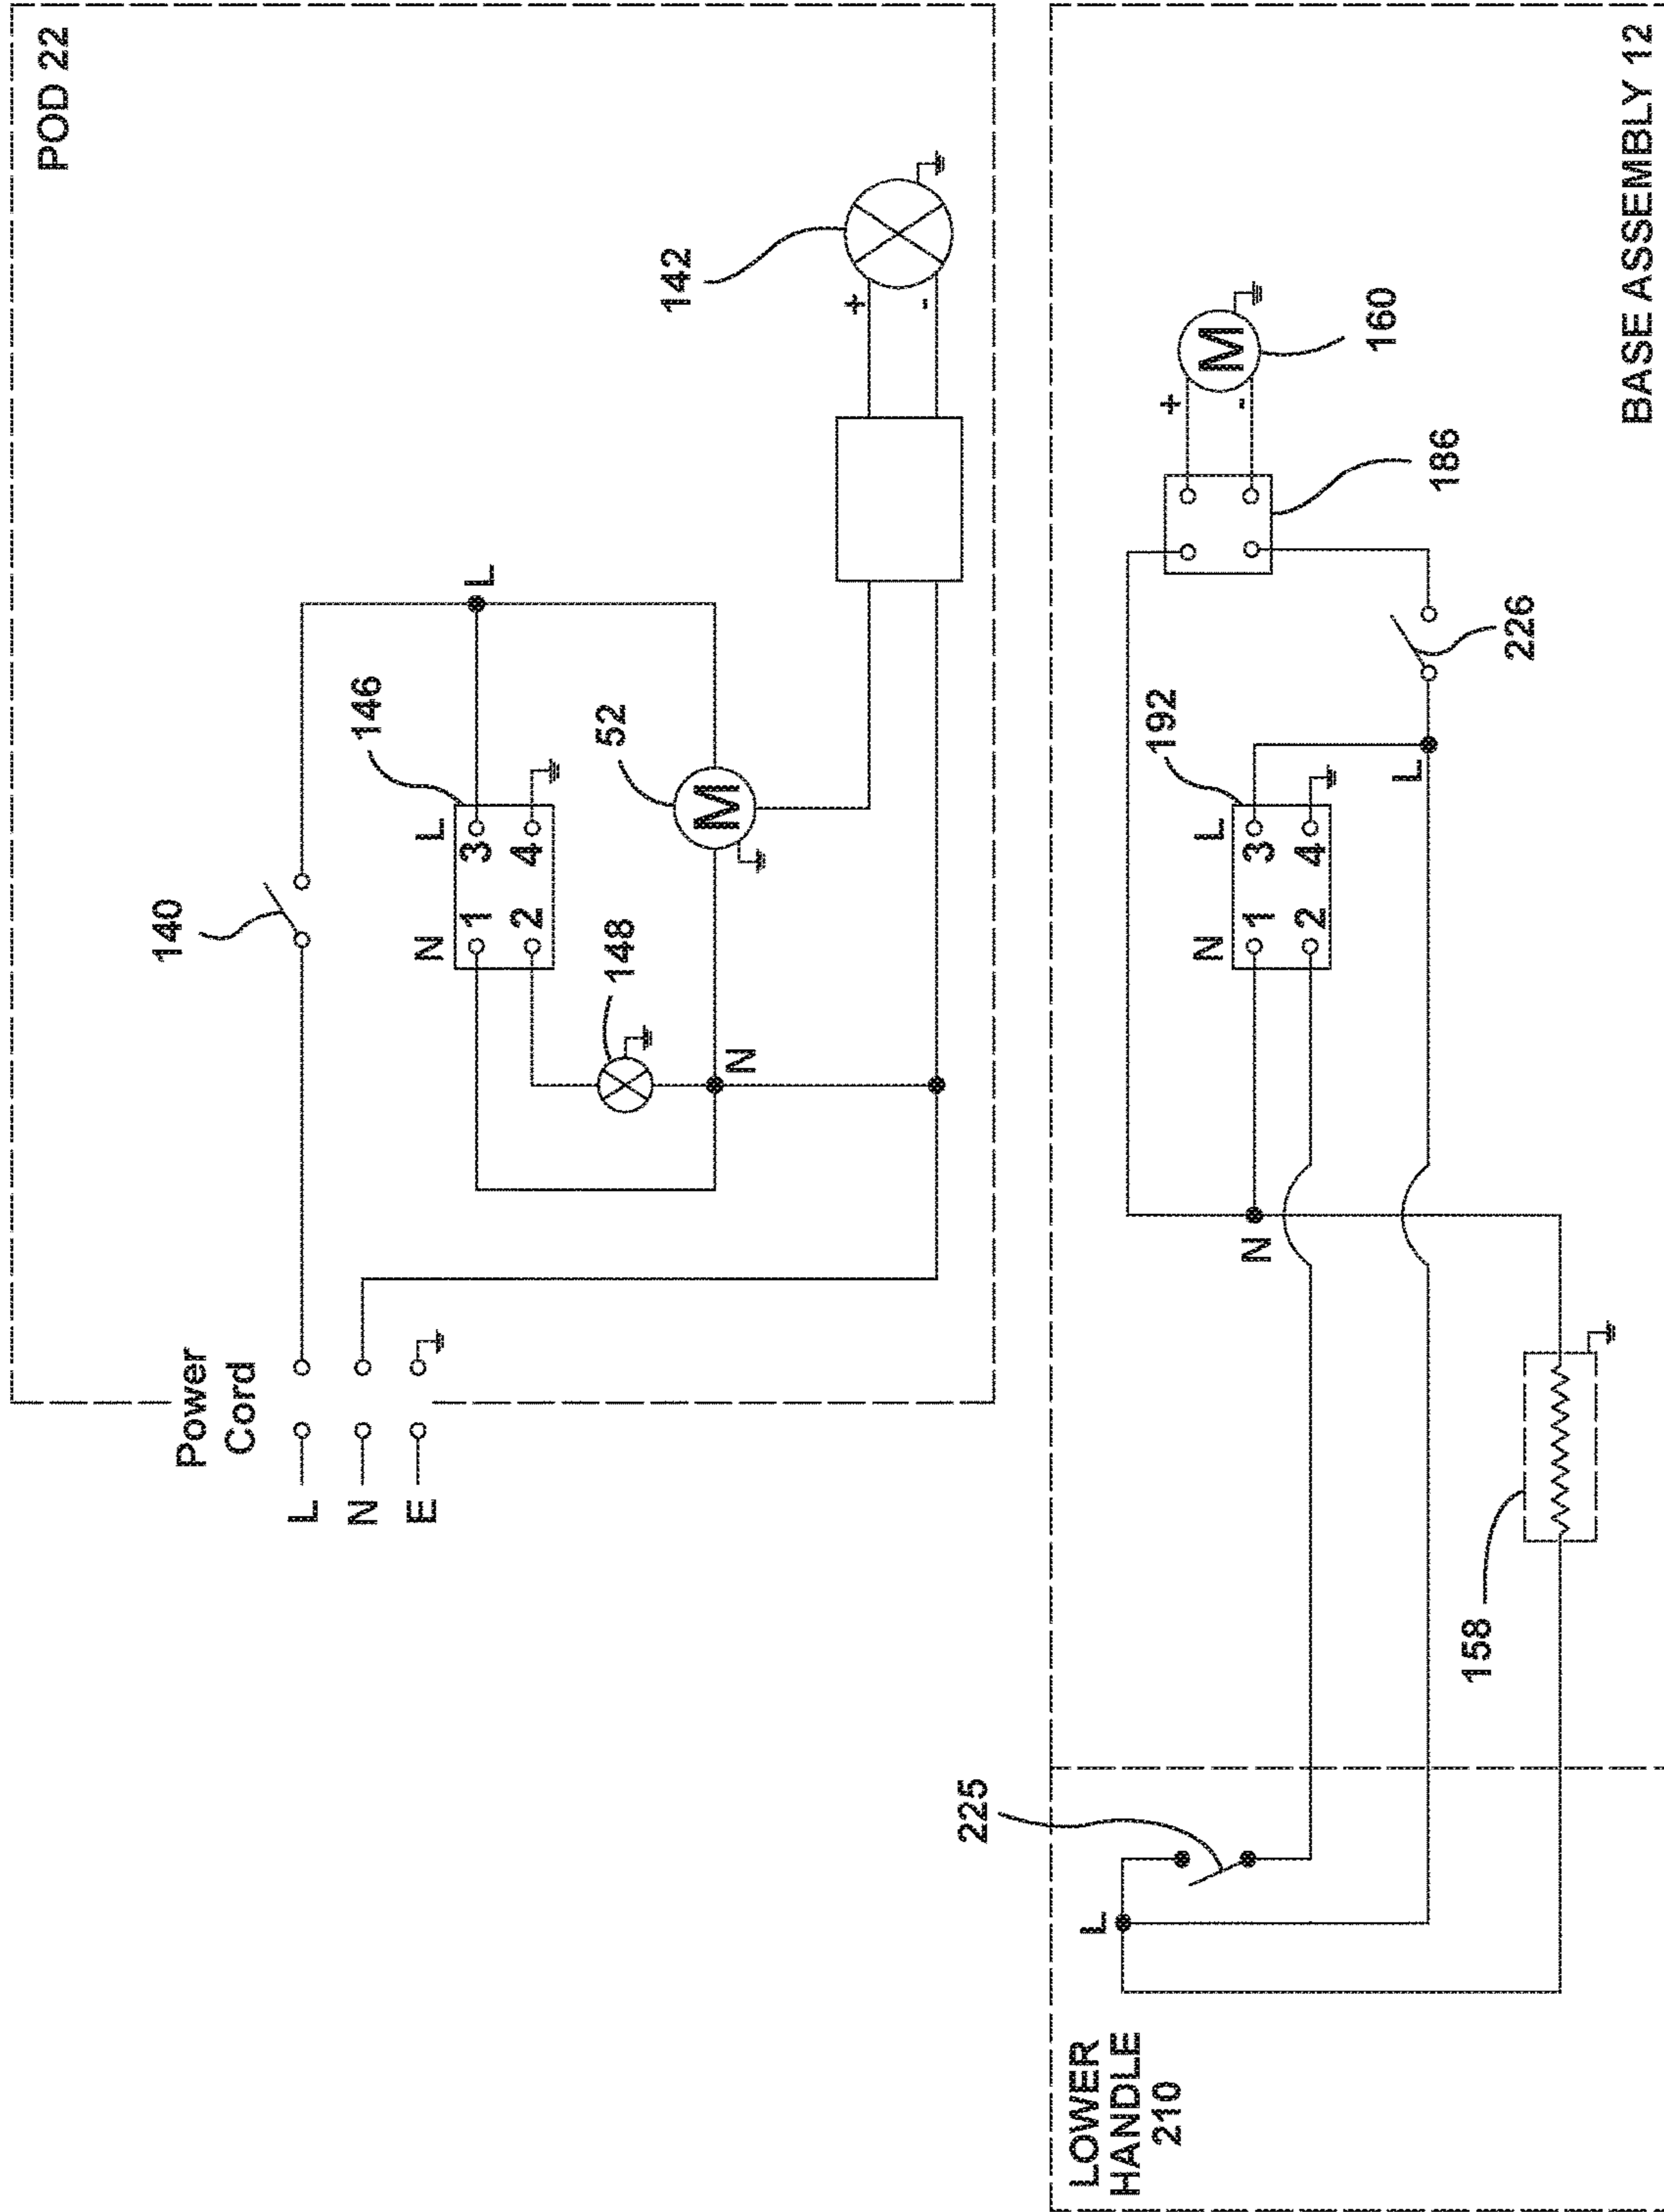 POD 22
Power
Cord
L
N
E
140
146
N
L
1
3
2
4
L
148
52
M
N
142
+
-
BASE ASSEMBLY 12
LOWER
HANDLE
210
L
225
158
N
192
N
L
1
3
2
4
L
226
186
+
-
M
160